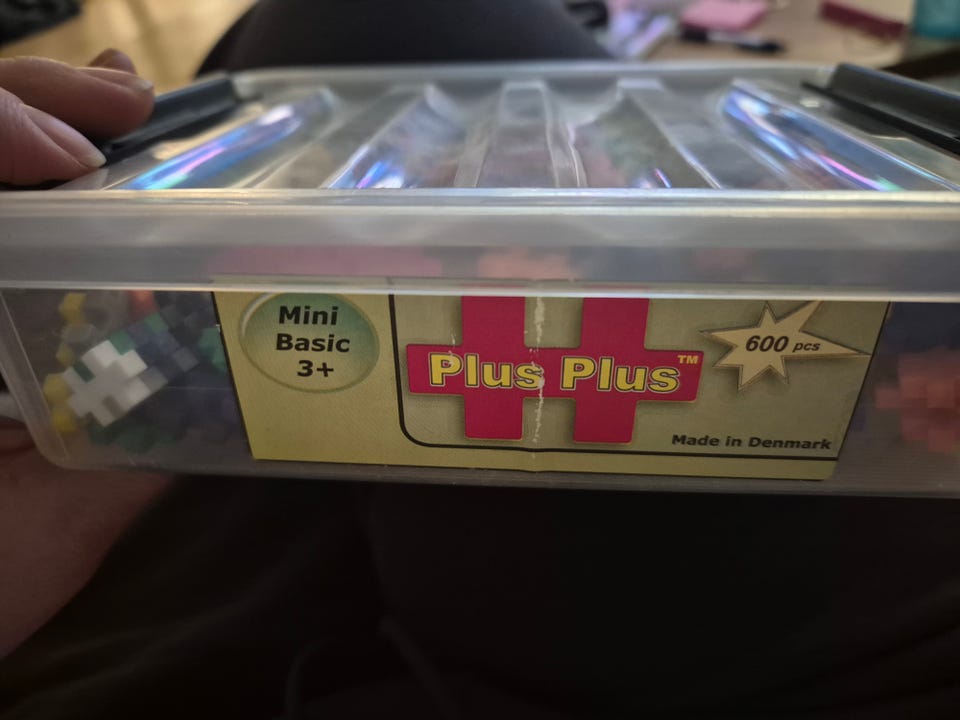 Mini
Basic
3+
Plus Plus™
600 pcs
Made in Denmark